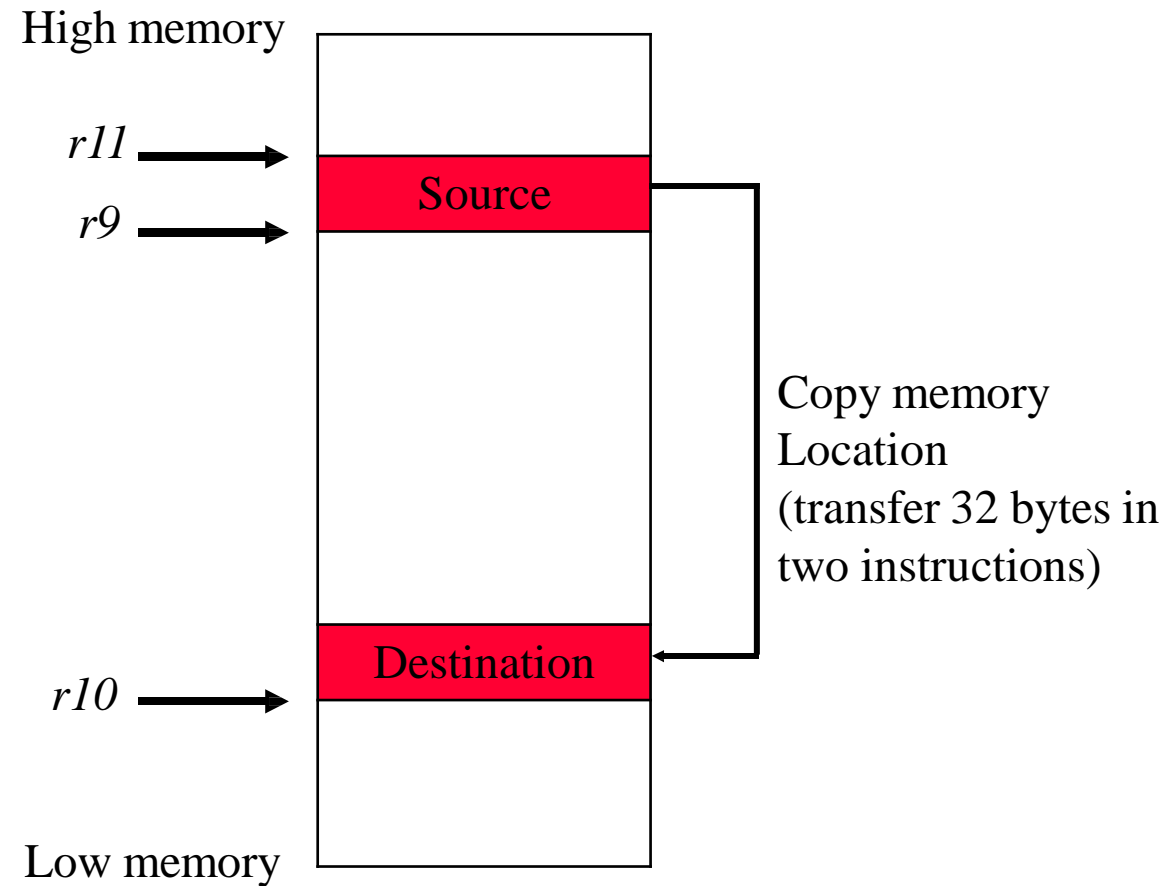 High memory
r11
Source
r9
Copy memory
Location
(transfer 32 bytes in
two instructions)
Destination
r10
Low memory